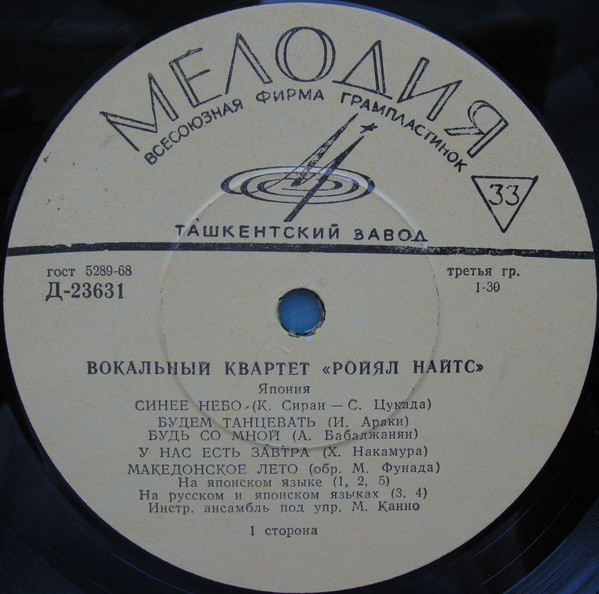 МЕЛОДИЯ
ВСЕСОЮЗНАЯ ФИРМА ГРАМПЛАСТИНОК
33
ТАШКЕНТСКИЙ ЗАВОД
гост 5289-68
Д-23631
третья гр.
1-30
ВОКАЛЬНЫЙ КВАРТЕТ «РОЙЯЛ НАЙТС»
Япония
СИНЕЕ НЕБО (К. Сираи — С. Цукада)
БУДЕМ ТАНЦЕВАТЬ (И. Араки)
БУДЬ СО МНОЙ (А. Бабаджанян)
У НАС ЕСТЬ ЗАВТРА (Х. Накамура)
МАКЕДОНСКОЕ ЛЕТО (обр. М. Фунада)
На японском языке (1, 2, 5)
На русском и японском языках (3, 4)
Инстр. ансамбль под упр. М. Канно
1 сторона